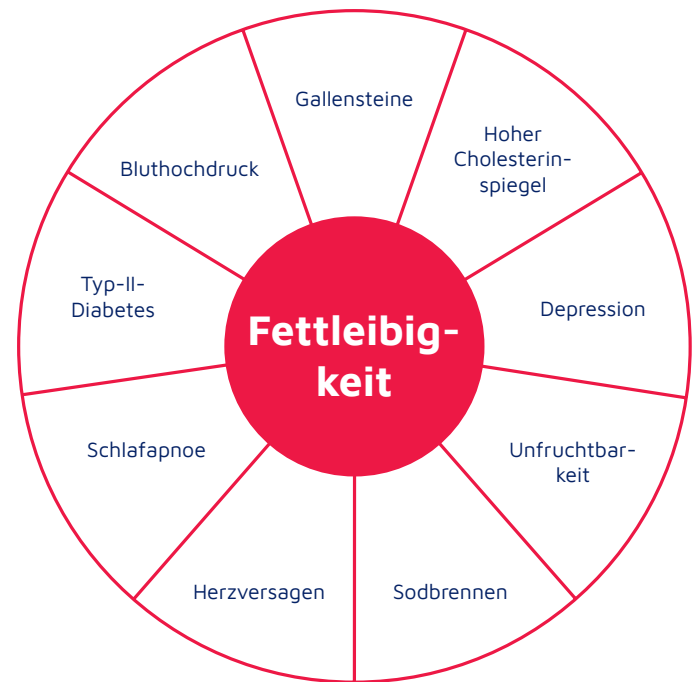 Gallensteine
Hoher
Cholesterin-
spiegel
Depression
Unfruchtbar-
keit
Sodbrennen
Herzversagen
Schlafapnoe
Typ-II-
Diabetes
Bluthochdruck
Fettleibig-
keit